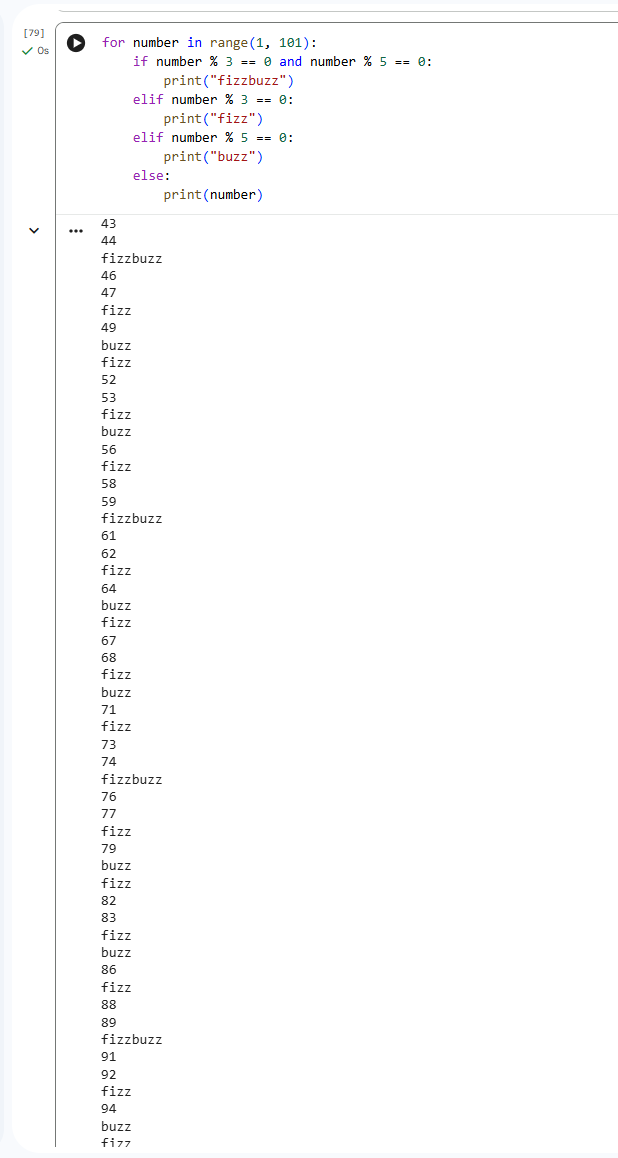 [79]
0s
for number in range(1, 101):
    if number % 3 == 0 and number % 5 == 0:
        print("fizzbuzz")
    elif number % 3 == 0:
        print("fizz")
    elif number % 5 == 0:
        print("buzz")
    else:
        print(number)
43
44
fizzbuzz
46
47
fizz
49
buzz
fizz
52
53
fizz
buzz
56
fizz
58
59
fizzbuzz
61
62
fizz
64
buzz
fizz
67
68
fizz
buzz
71
fizz
73
74
fizzbuzz
76
77
fizz
79
buzz
fizz
82
83
fizz
buzz
86
fizz
88
89
fizzbuzz
91
92
fizz
94
buzz
fizz